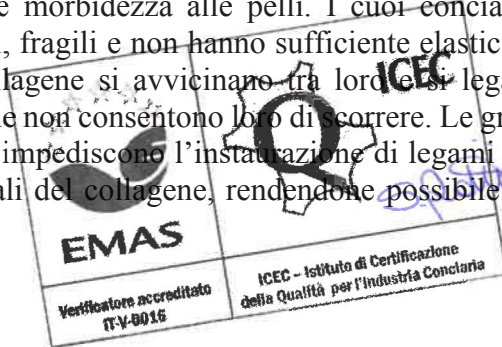 e morbidezza alle pelli. I cuoi concia
, fragili e non hanno sufficiente elastic
lagene si avvicinano tra loro e si lega
ne non consentono loro di scorrere. Le gr
impediscono l'instaurazione di legami
ali del collagene, rendendone possibile
ICEC
Q
EMAS
Verificatore accreditato
IT-V-0016
ICEC – Istituto di Certificazione
della Qualità per l'Industria Conciaria